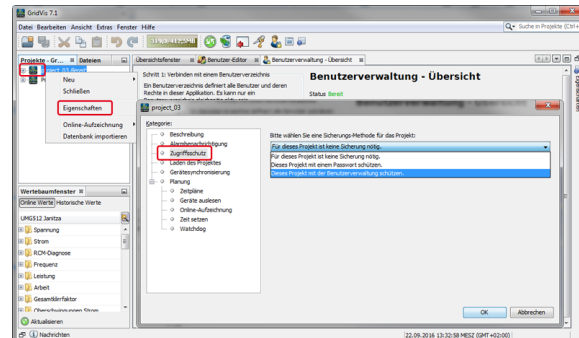 GridVis 7.1
Datei Bearbeiten Ansicht Extras Fenster Hilfe
Suche in Projekte (Ctrl+
Projekte - Gr... Dateien
Übersichtsfenster Benutzer-Editor Benutzerverwaltung - Übersicht
Neu
Schließen
Eigenschaften
Online-Aufzeichnung
Datenbank importieren
Schritt 1: Verbinden mit einem Benutzerverzeichnis
Ein Benutzerverzeichnis definiert alle Benutzer und deren
Rechte in dieser Applikation. Es kann nur ein
Benutzerverwaltung - Übersicht
Status Bereit
project_03
Kategorie:
Beschreibung
Alarmbenachrichtigung
Zugriffsschutz
Laden des Projektes
Gerätesynchronisierung
Planung
Zeitpläne
Geräte auslesen
Online-Aufzeichnung
Zeit setzen
Watchdog
Bitte wählen Sie eine Sicherungs-Methode für das Projekt:
Für dieses Projekt ist keine Sicherung nötig.
Für dieses Projekt ist keine Sicherung nötig.
Dieses Projekt mit einem Passwort schützen.
Dieses Projekt mit der Benutzerverwaltung schützen.
OK Abbrechen
Wertebaumfenster
Online Werte Historische Werte
UMG512 Janitza
Spannung
Strom
RCM-Diagnose
Frequenz
Leistung
Arbeit
Gesamtklirrfaktor
Oberschwingungen Strom
Aktualisieren
Nachrichten
22.09.2016 13:32:58 MESZ (GMT +02:00)